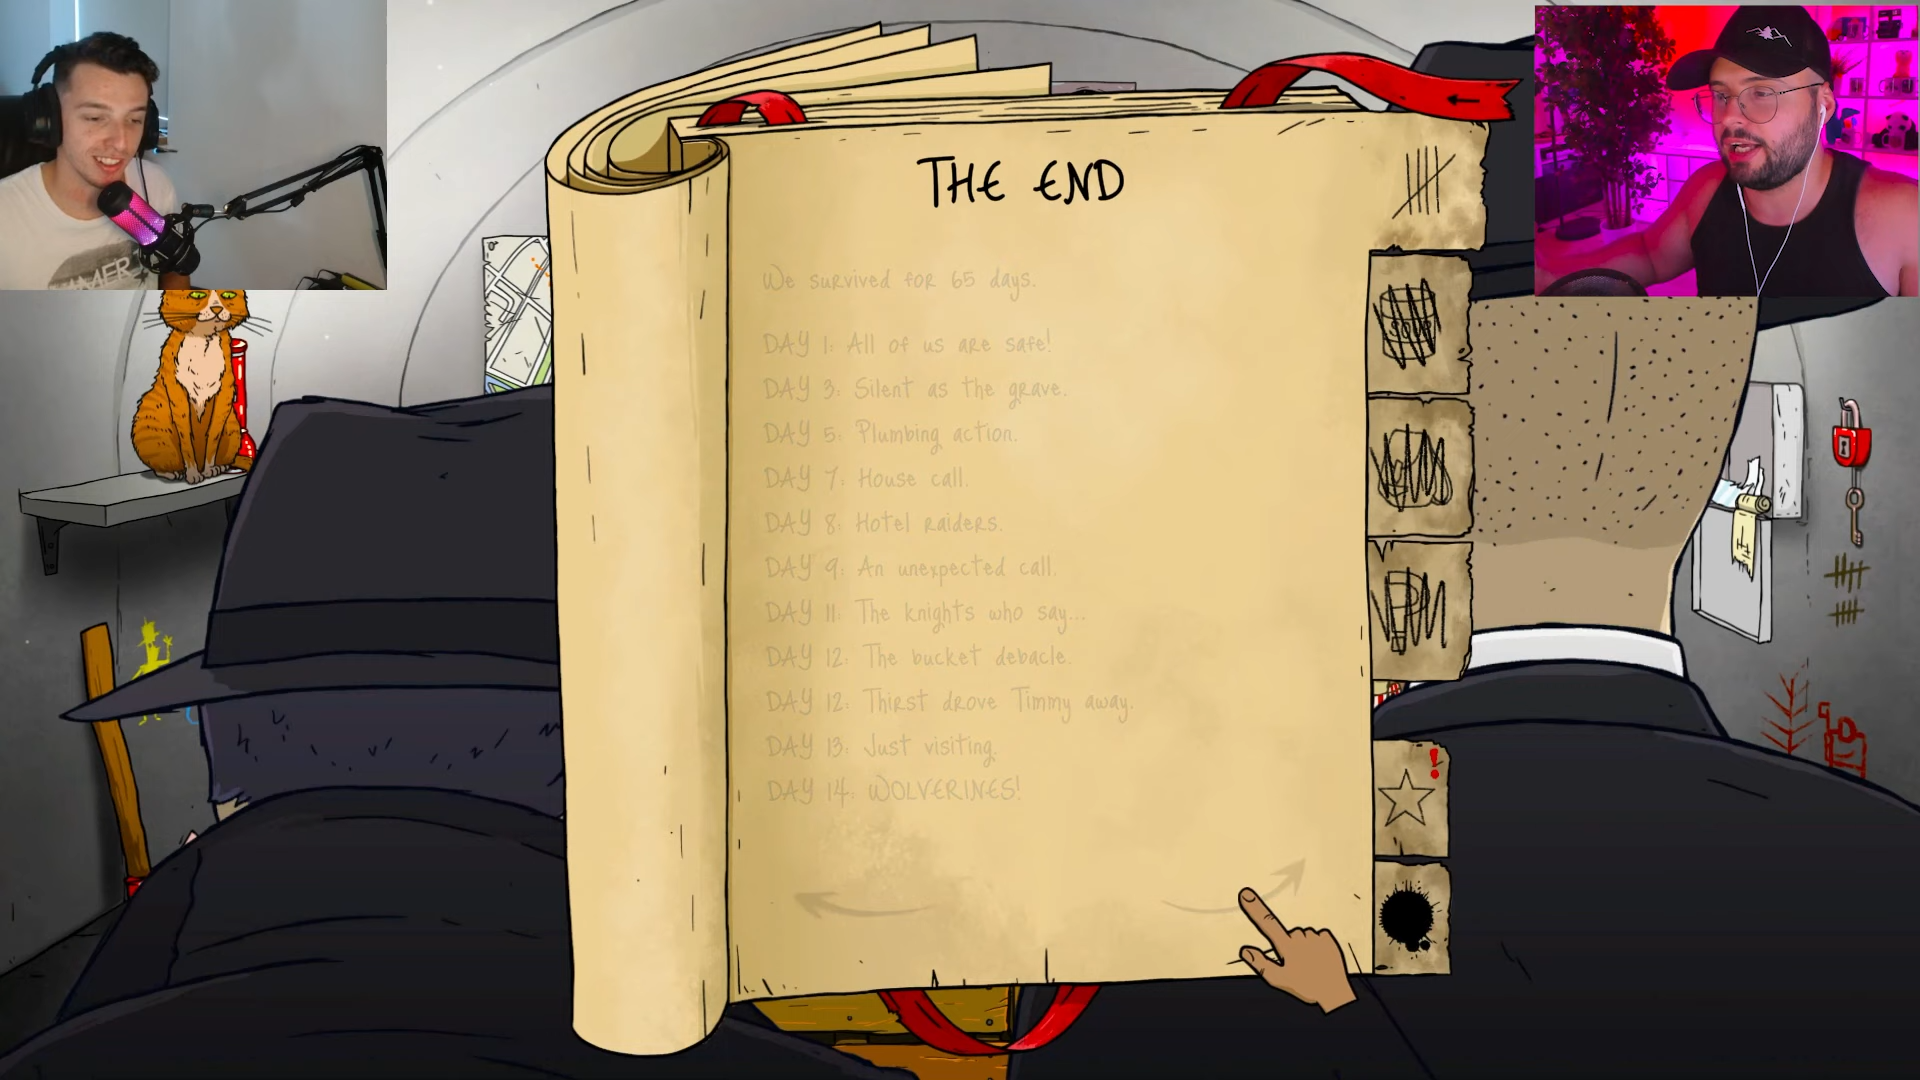 THE END
We survived for 65 days.
DAY 1: All of us are safe!
DAY 3: Silent as the grave.
DAY 5: Plumbing action.
DAY 7: House call.
DAY 8: Hotel raiders.
DAY 9: An unexpected call.
DAY 11: The knights who say...
DAY 12: The bucket debacle.
DAY 12: Thirst drove Timmy away.
DAY 13: Just visiting.
DAY 14: WOLVERINES!
SOUP
!